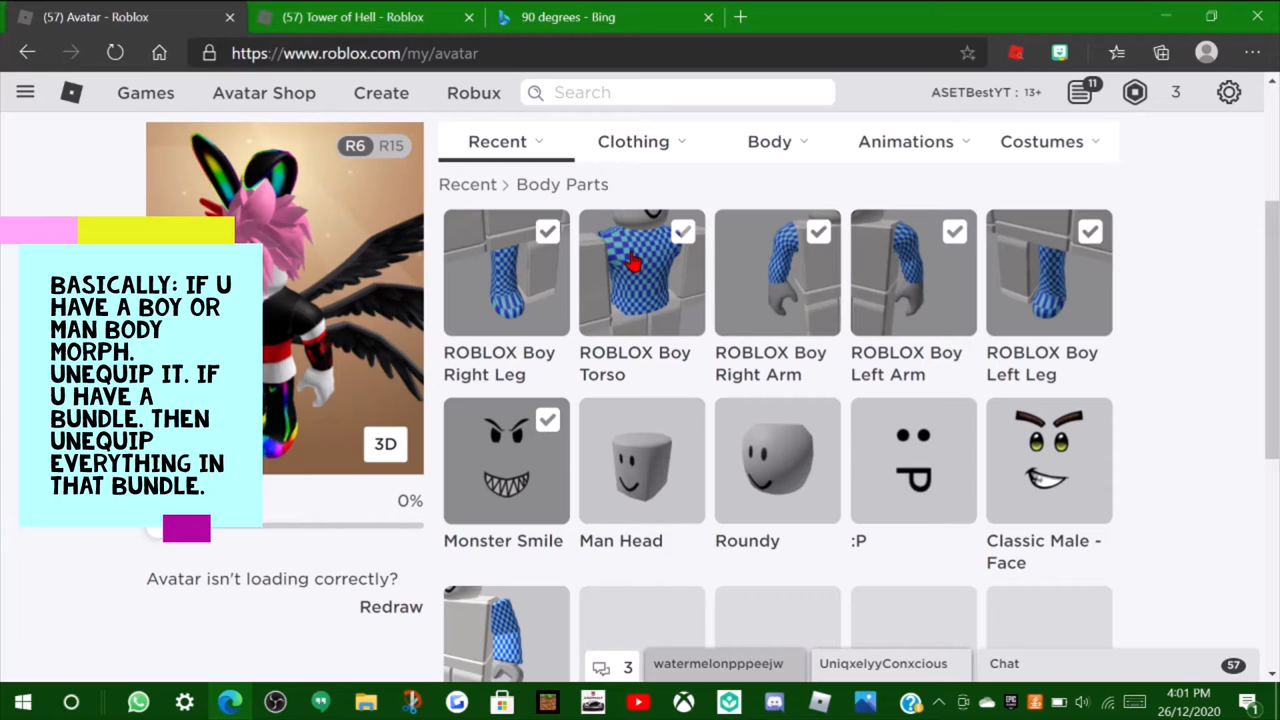 (57) Avatar - Roblox
(57) Tower of Hell - Roblox
90 degrees - Bing
https://www.roblox.com/my/avatar
Games
Avatar Shop
Create
Robux
Search
ASETBestYT : 13+
11
3
R6 R15
Recent
Clothing
Body
Animations
Costumes
Recent > Body Parts
BASICALLY: IF U
HAVE A BOY OR
MAN BODY
MORPH.
UNEQUIP IT. IF
U HAVE A
BUNDLE. THEN
UNEQUIP
EVERYTHING IN
THAT BUNDLE.
3D
0%
Avatar isn't loading correctly?
Redraw
ROBLOX Boy
Right Leg
ROBLOX Boy
Torso
ROBLOX Boy
Right Arm
ROBLOX Boy
Left Arm
ROBLOX Boy
Left Leg
Monster Smile
Man Head
Roundy
:P
Classic Male -
Face
3
watermelonpppeejw
UniqxelyyConxcious
Chat
57
4:01 PM
26/12/2020
1